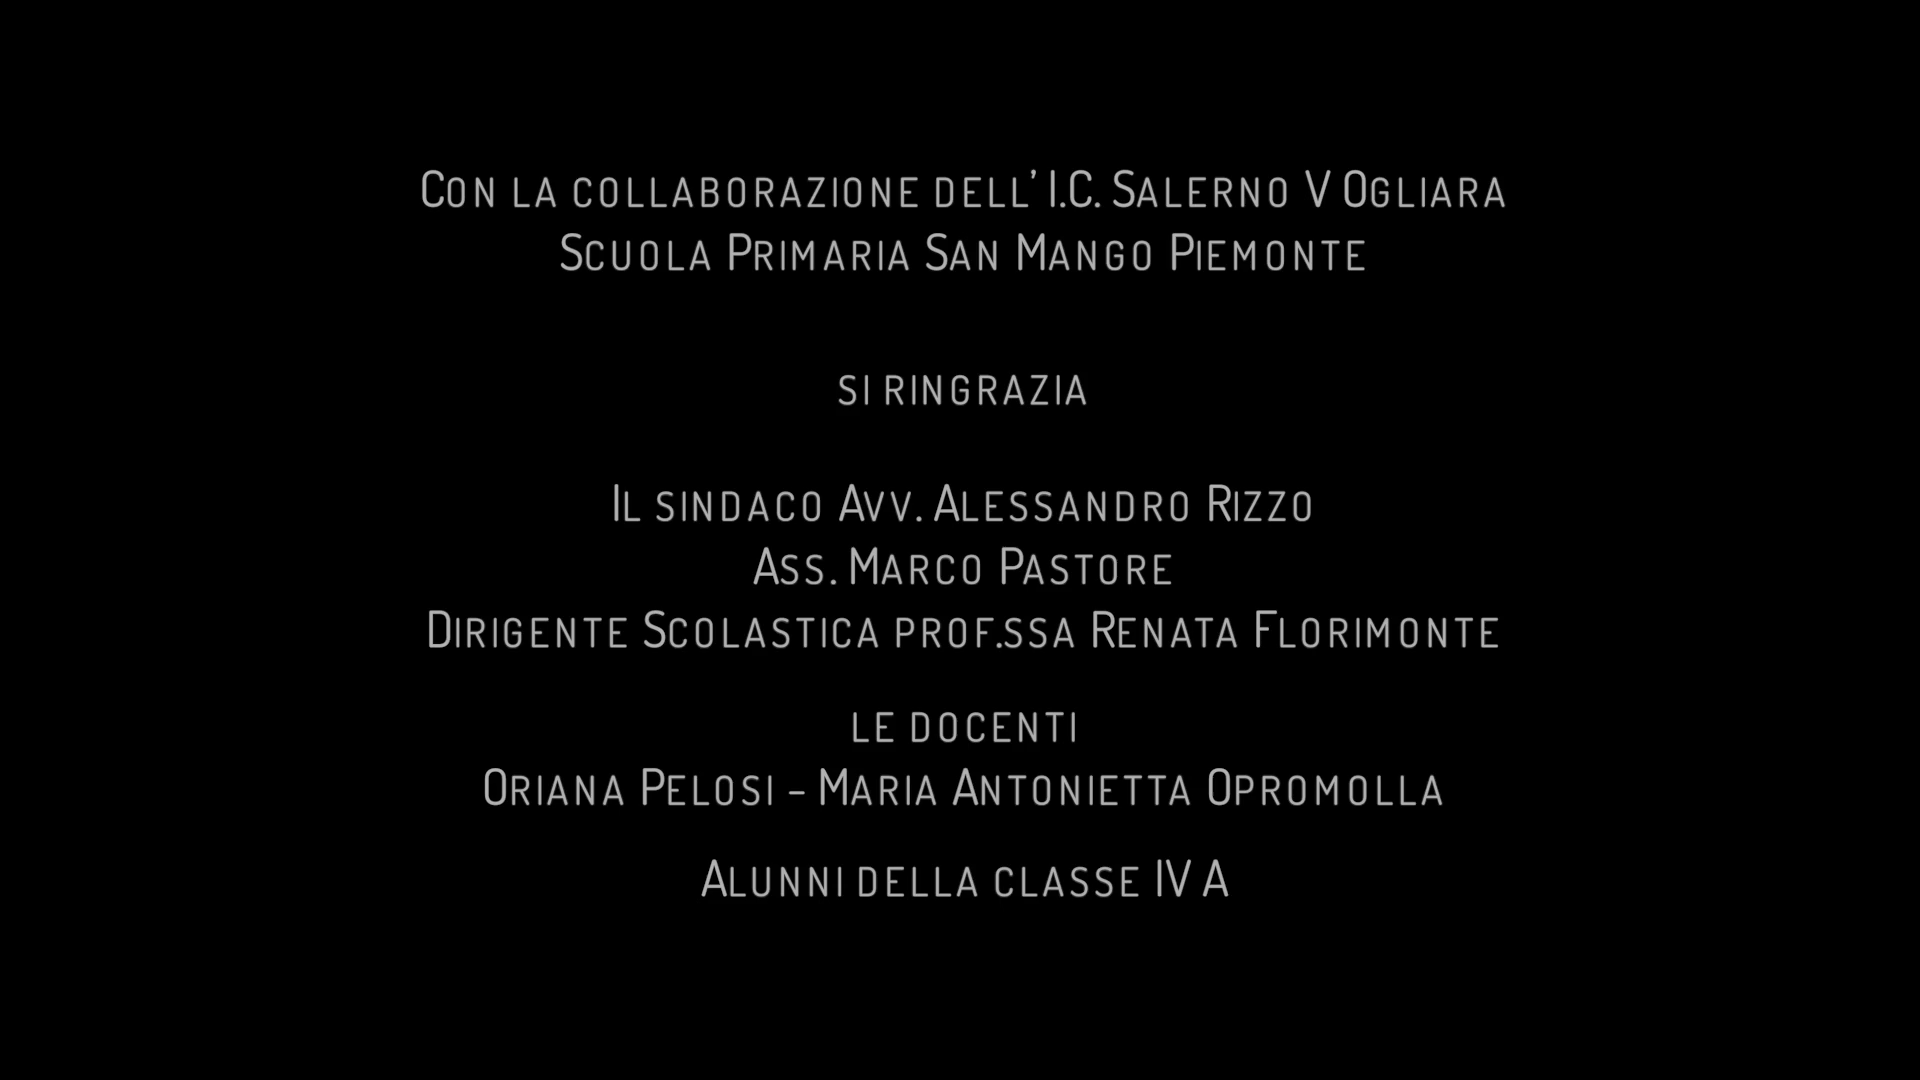 Con la collaborazione dell’ I.C. Salerno V Ogliara
Scuola Primaria San Mango Piemonte
si ringrazia
Il sindaco Avv. Alessandro Rizzo
Ass. Marco Pastore
Dirigente Scolastica prof.ssa Renata Florimonte
le docenti
Oriana Pelosi – Maria Antonietta Opromolla
Alunni della classe IV A